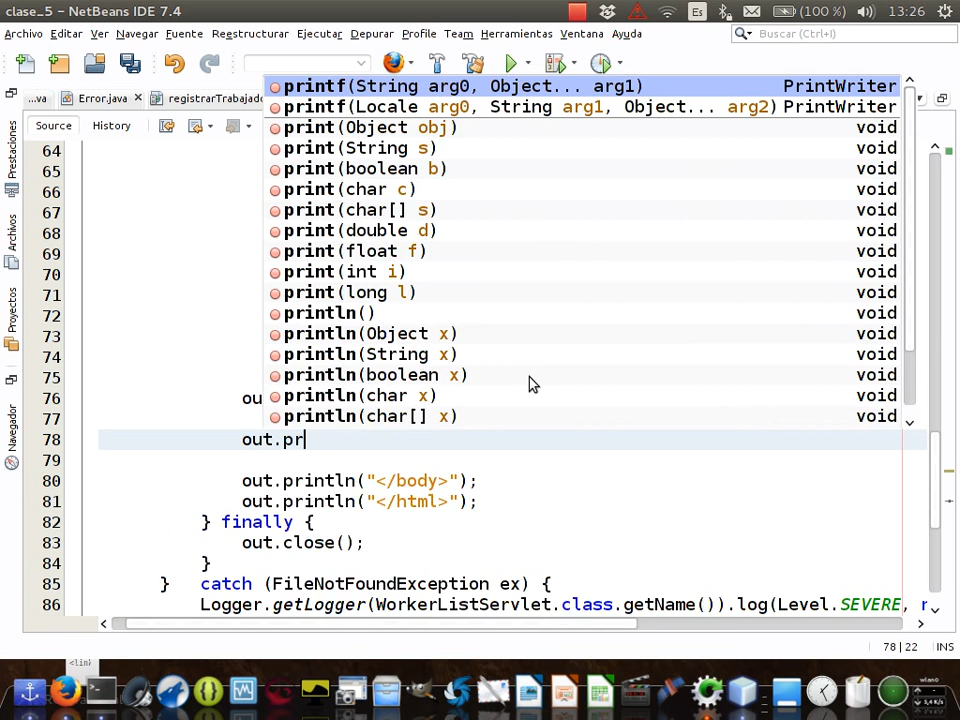 clase_5 - NetBeans IDE 7.4
Es
(100 %)
13:26
Archivo Editar Ver Navegar Fuente Reestructurar Ejecutar Depurar Profile Team Herramientas Ventana Ayuda
Buscar (Ctrl+I)
...va
Error.java
registrarTrabajado
Source
History
Prestaciones
Archivos
Proyectos
Navegador
printf(String arg0, Object... arg1) PrintWriter
printf(Locale arg0, String arg1, Object... arg2) PrintWriter
print(Object obj) void
print(String s) void
print(boolean b) void
print(char c) void
print(char[] s) void
print(double d) void
print(float f) void
print(int i) void
print(long l) void
println() void
println(Object x) void
println(String x) void
println(boolean x) void
println(char x) void
println(char[] x) void
64
65
66
67
68
69
70
71
72
73
74
75
76 ou
77
78 out.pr
79
80 out.println("</body>");
81 out.println("</html>");
82 } finally {
83 out.close();
84 }
85 } catch (FileNotFoundException ex) {
86 Logger.getLogger(WorkerListServlet.class.getName()).log(Level.SEVERE, n
78 | 22
INS
<lin}
wlan0